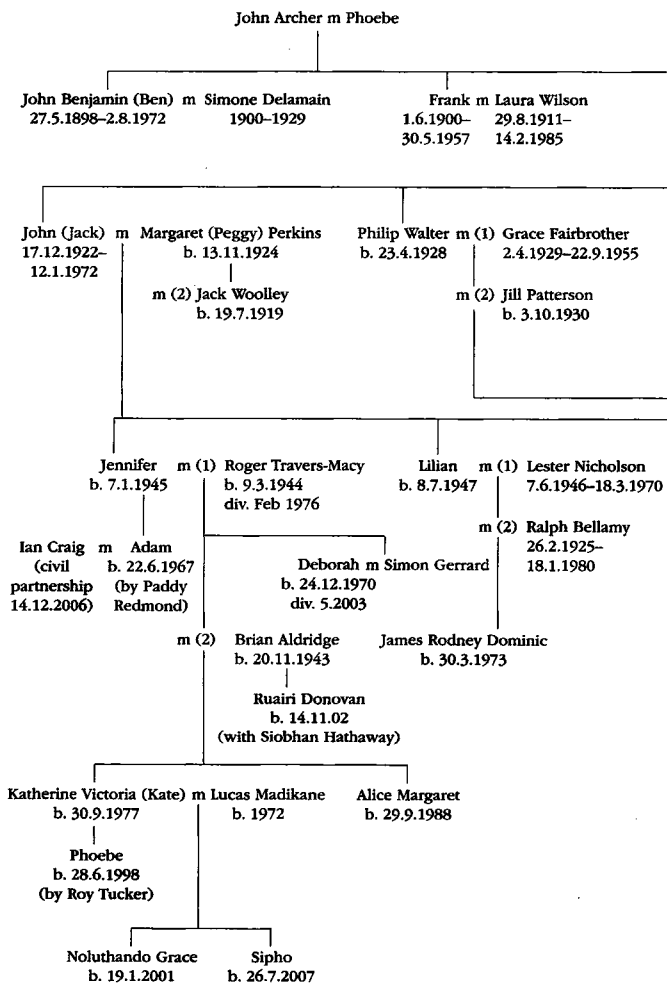 John Archer m Phoebe
John Benjamin (Ben) m Simone Delamain
27.5.1898–2.8.1972 1900–1929
Frank m Laura Wilson
1.6.1900– 29.8.1911–
30.5.1957 14.2.1985
John (Jack) m Margaret (Peggy) Perkins
17.12.1922– b. 13.11.1924
12.1.1972
m (2) Jack Woolley
b. 19.7.1919
Philip Walter m (1) Grace Fairbrother
b. 23.4.1928 2.4.1929–22.9.1955
m (2) Jill Patterson
b. 3.10.1930
Jennifer m (1) Roger Travers-Macy
b. 7.1.1945 b. 9.3.1944
div. Feb 1976
Lilian m (1) Lester Nicholson
b. 8.7.1947 7.6.1946–18.3.1970
m (2) Ralph Bellamy
26.2.1925–
18.1.1980
Ian Craig m Adam
(civil b. 22.6.1967
partnership (by Paddy
14.12.2006) Redmond)
Deborah m Simon Gerrard
b. 24.12.1970
div. 5.2003
m (2) Brian Aldridge
b. 20.11.1943
James Rodney Dominic
b. 30.3.1973
Ruairi Donovan
b. 14.11.02
(with Siobhan Hathaway)
Katherine Victoria (Kate) m Lucas Madikane
b. 30.9.1977 b. 1972
Alice Margaret
b. 29.9.1988
Phoebe
b. 28.6.1998
(by Roy Tucker)
Noluthando Grace
b. 19.1.2001
Sipho
b. 26.7.2007